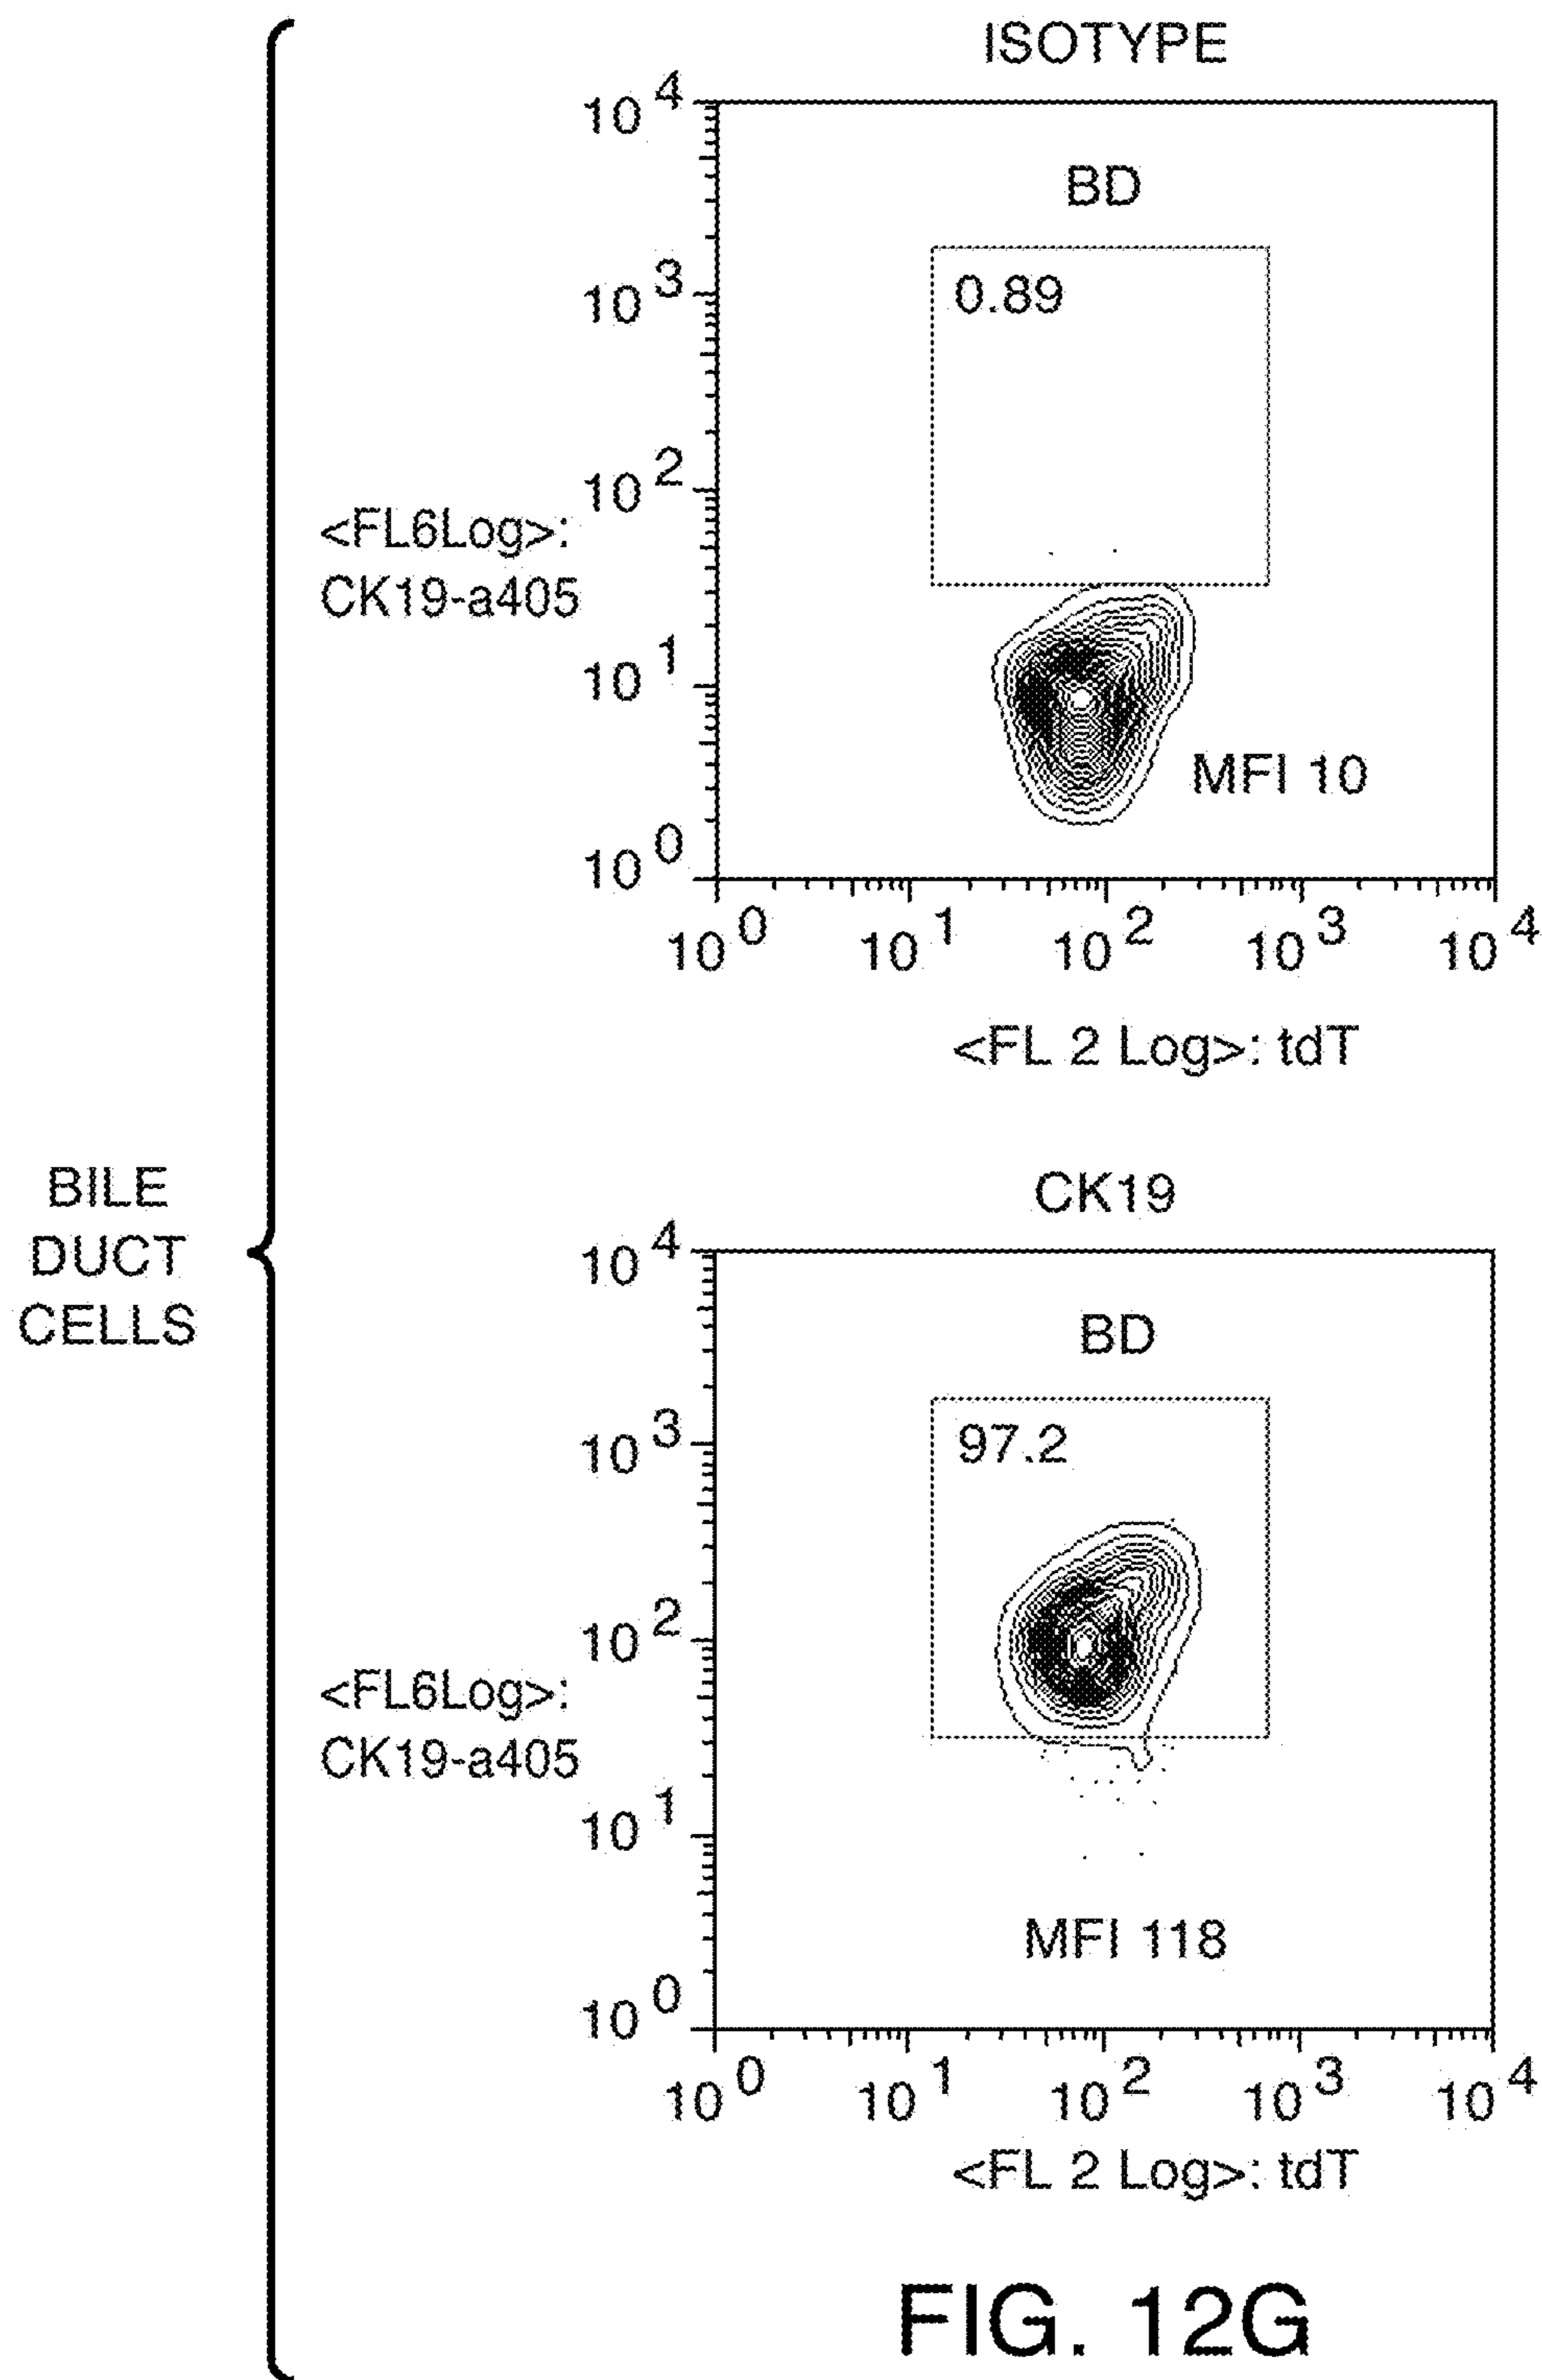 ISOTYPE
10 4
BD
10 3
0.89
10 2
<FL6Log>:
CK19-a405
10 1
MFI 10
10 0
10 0 10 1 10 2 10 3 10 4
<FL 2 Log>: tdT
BILE
DUCT
CELLS
CK19
10 4
BD
10 3
97.2
10 2
<FL6Log>:
CK19-a405
10 1
MFI 118
10 0
10 0 10 1 10 2 10 3 10 4
<FL 2 Log>: tdT
FIG. 12G